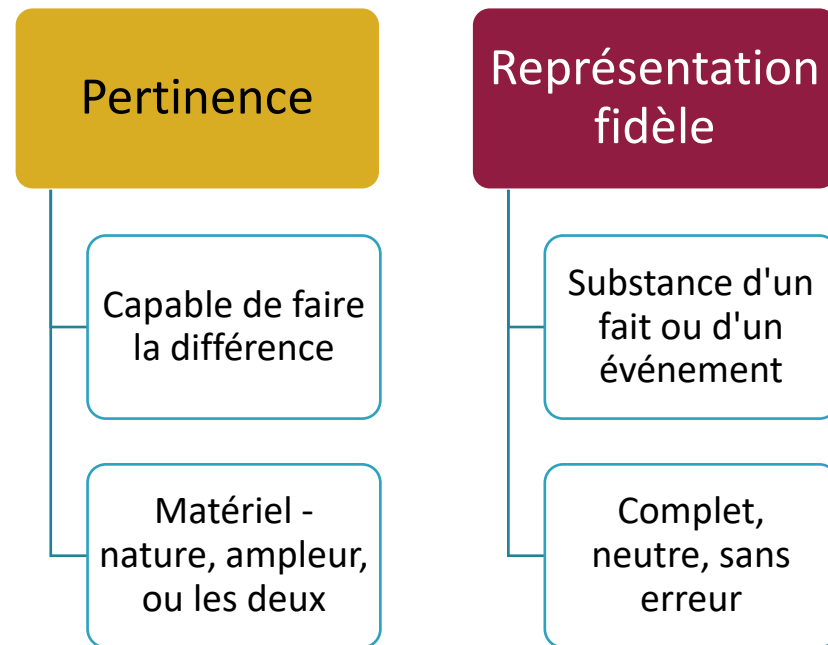 Pertinence
Capable de faire
la différence
Matériel -
nature, ampleur,
ou les deux
Représentation
fidèle
Substance d'un
fait ou d'un
événement
Complet,
neutre, sans
erreur